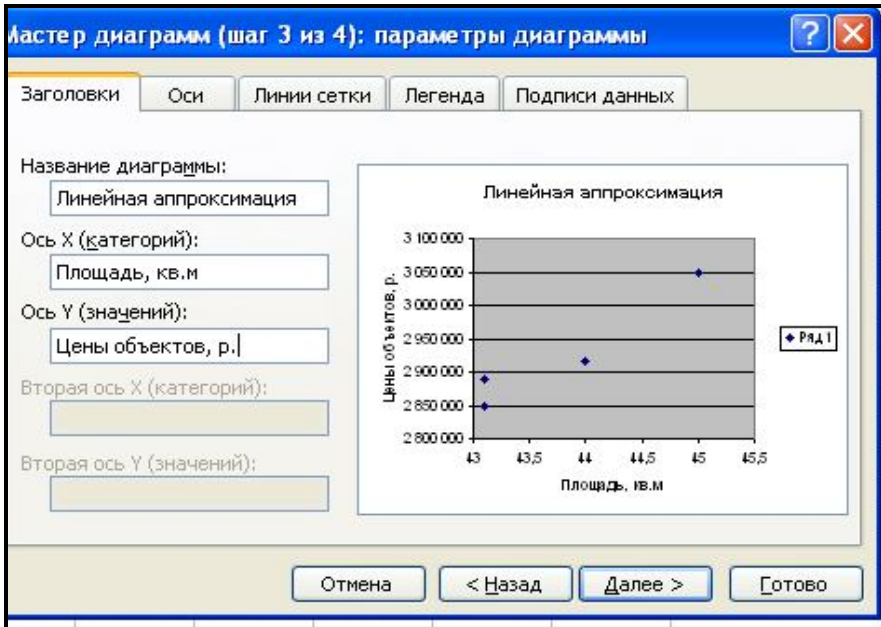 Мастер диаграмм (шаг 3 из 4): параметры диаграммы
Заголовки
Оси
Линии сетки
Легенда
Подписи данных
Название диаграммы:
Линейная аппроксимация
Ось X (категорий):
Площадь, кв.м
Ось Y (значений):
Цены объектов, р.
Вторая ось X (категорий):
Вторая ось Y (значений):
Линейная аппроксимация
Цены объектов, р.
3 100 000
3 050 000
3 000 000
2 950 000
2 900 000
2 850 000
2 800 000
43 43,5 44 44,5 45 45,5
Площадь, кв.м
Ряд1
Отмена
< Назад
Далее >
Готово